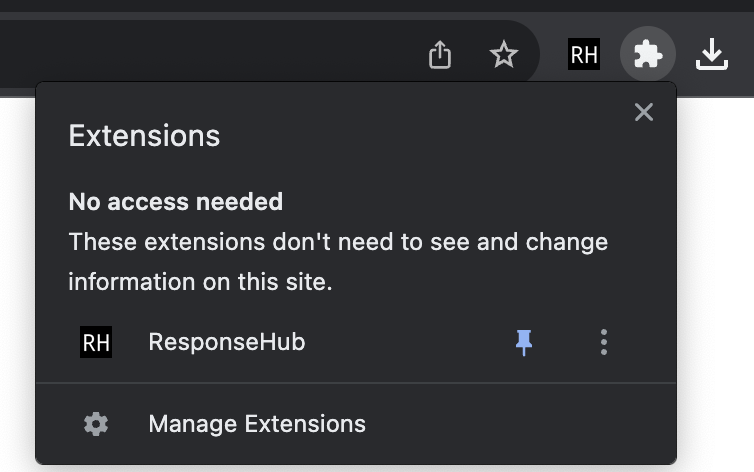 RH
Extensions
No access needed
These extensions don't need to see and change
information on this site.
RH ResponseHub
Manage Extensions